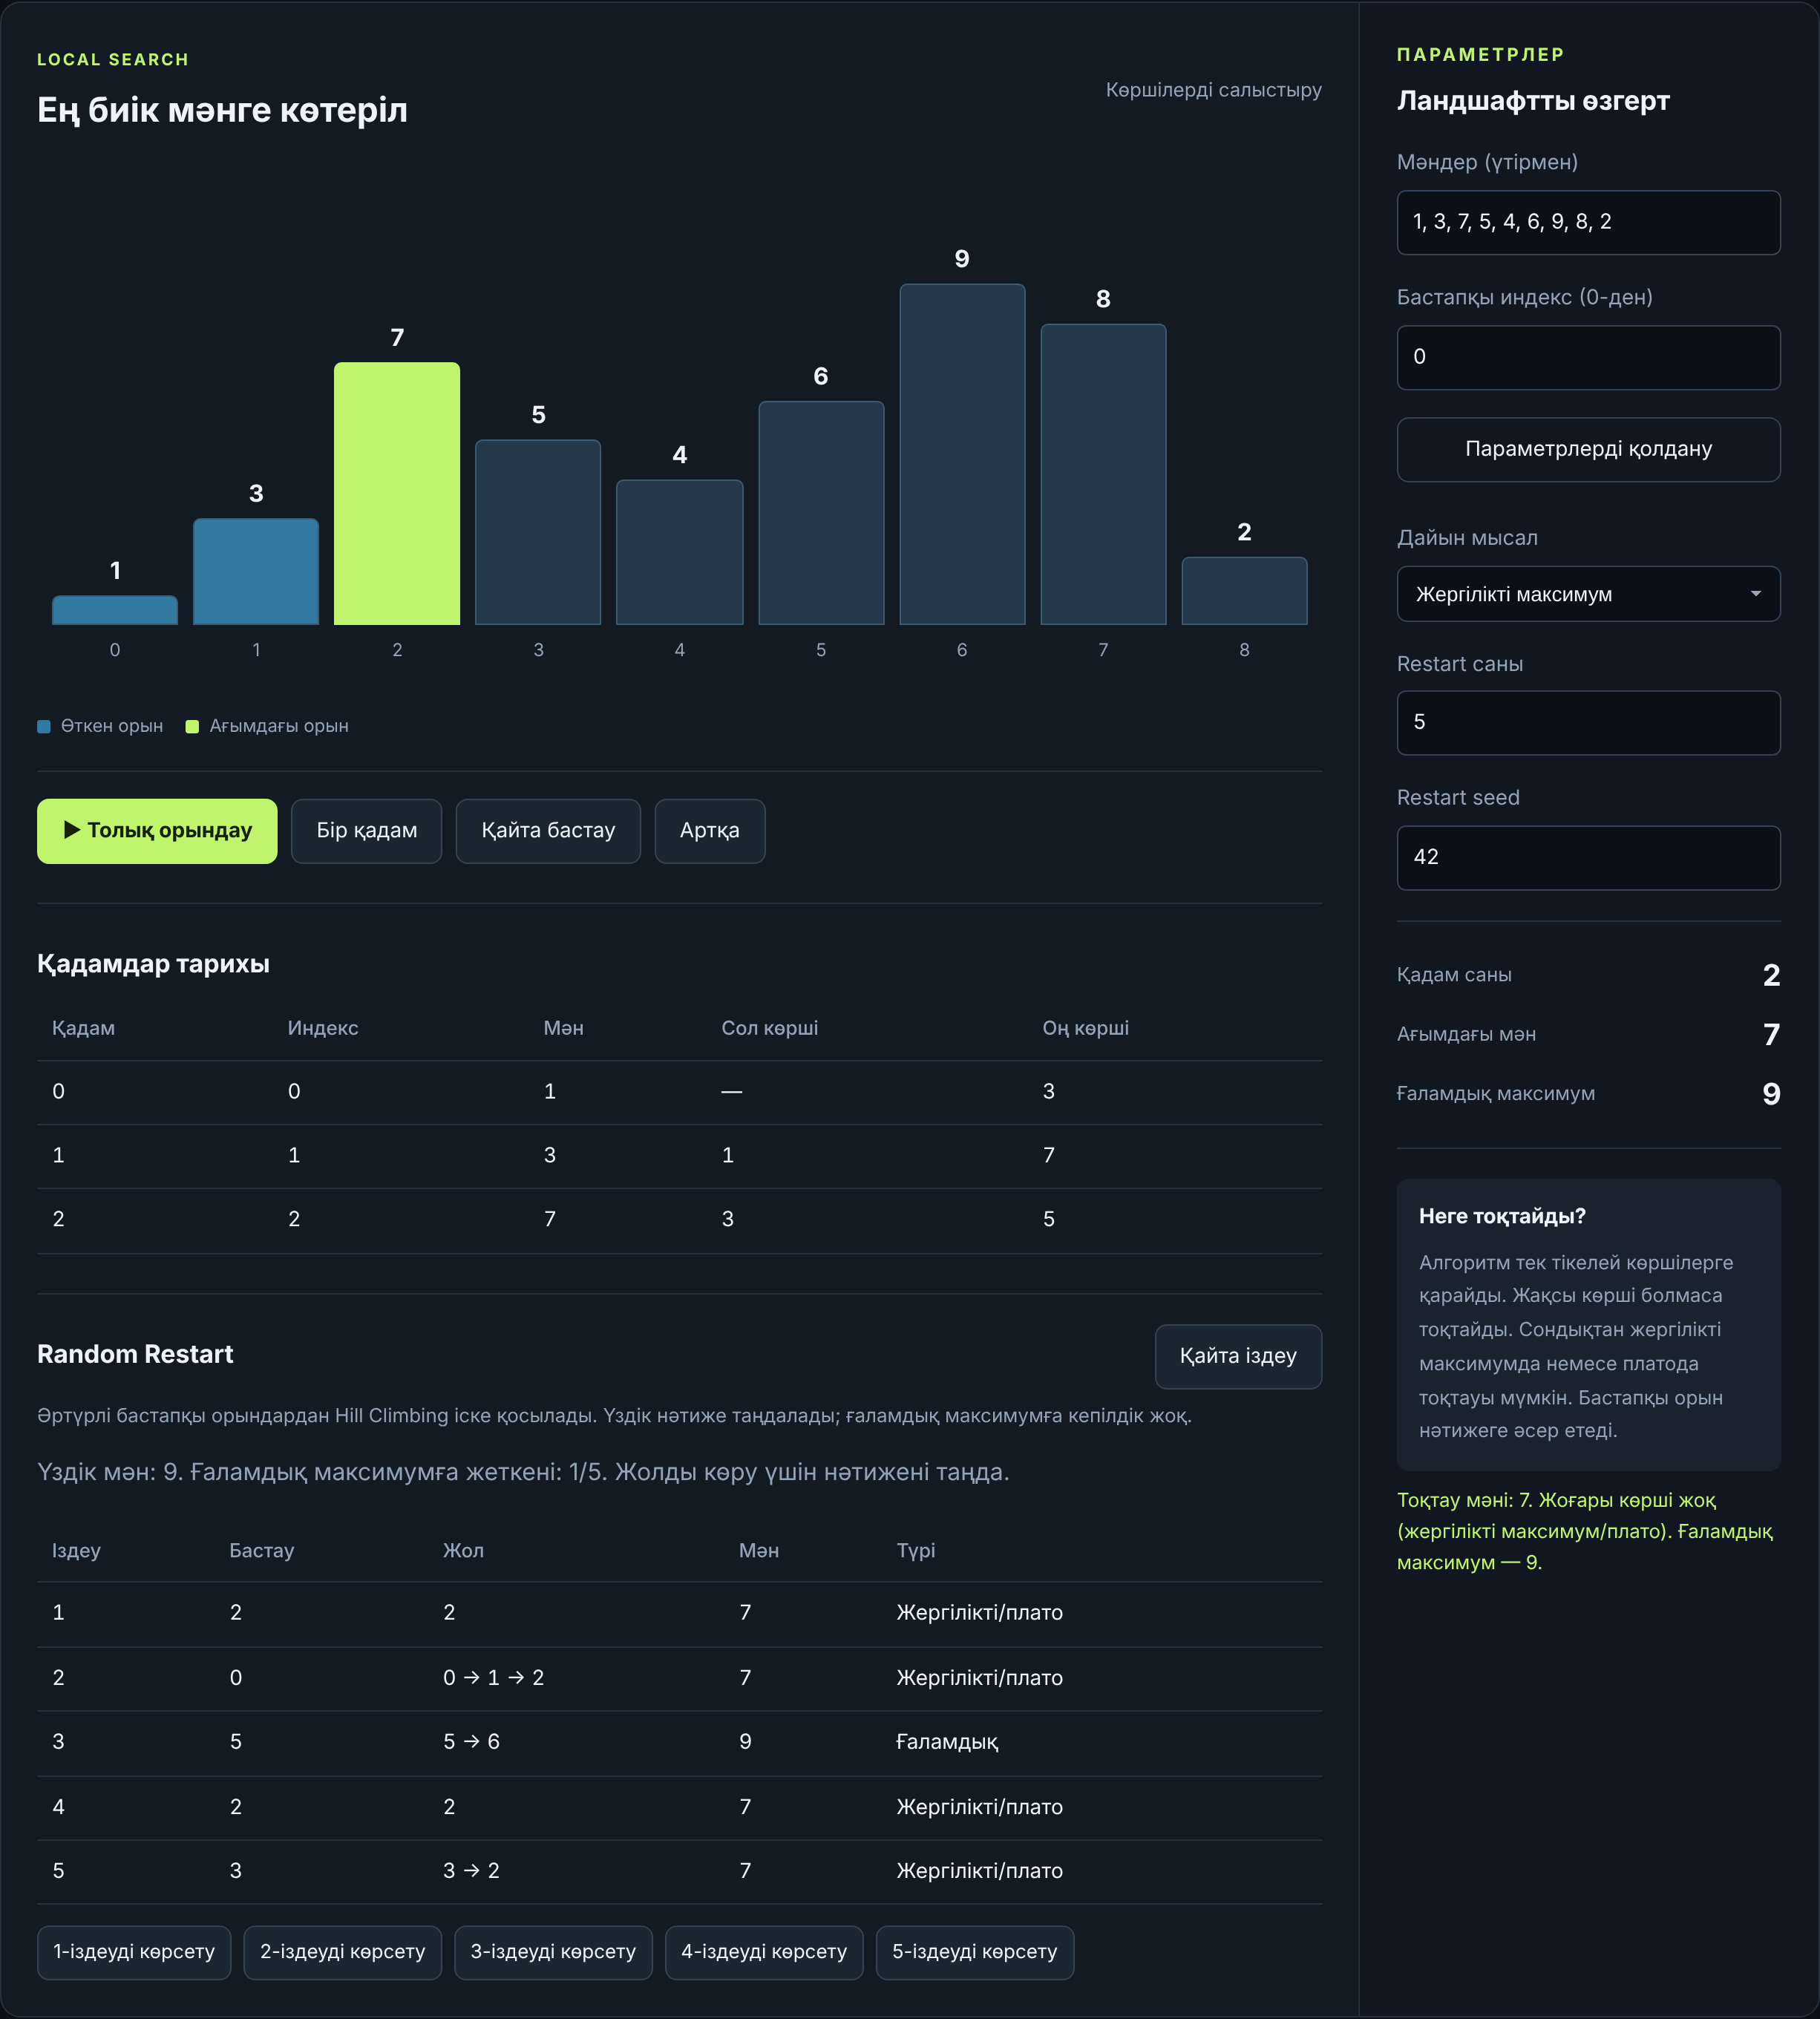 LOCAL SEARCH
Ең биік мәнге көтеріл
Көршілерді салыстыру
1
3
7
5
4
6
9
8
2
0 1 2 3 4 5 6 7 8
Өткен орын Ағымдағы орын
▶ Толық орындау Бір қадам Қайта бастау Артқа
Қадамдар тарихы
Қадам Индекс Мән Сол көрші Оң көрші
0 0 1 — 3
1 1 3 1 7
2 2 7 3 5
Random Restart
Қайта іздеу
Әртүрлі бастапқы орындардан Hill Climbing іске қосылады. Үздік нәтиже таңдалады; ғаламдық максимумға кепілдік жоқ.
Үздік мән: 9. Ғаламдық максимумға жеткені: 1/5. Жолды көру үшін нәтижені таңда.
Іздеу Бастау Жол Мән Түрі
1 2 2 7 Жергілікті/плато
2 0 0 → 1 → 2 7 Жергілікті/плато
3 5 5 → 6 9 Ғаламдық
4 2 2 7 Жергілікті/плато
5 3 3 → 2 7 Жергілікті/плато
1-іздеуді көрсету 2-іздеуді көрсету 3-іздеуді көрсету 4-іздеуді көрсету 5-іздеуді көрсету
ПАРАМЕТРЛЕР
Ландшафтты өзгерт
Мәндер (үтірмен)
1, 3, 7, 5, 4, 6, 9, 8, 2
Бастапқы индекс (0-ден)
0
Параметрлерді қолдану
Дайын мысал
Жергілікті максимум
Restart саны
5
Restart seed
42
Қадам саны 2
Ағымдағы мән 7
Ғаламдық максимум 9
Неге тоқтайды?
Алгоритм тек тікелей көршілерге
қарайды. Жақсы көрші болмаса
тоқтайды. Сондықтан жергілікті
максимумда немесе платода
тоқтауы мүмкін. Бастапқы орын
нәтижеге әсер етеді.
Тоқтау мәні: 7. Жоғары көрші жоқ
(жергілікті максимум/плато). Ғаламдық
максимум — 9.